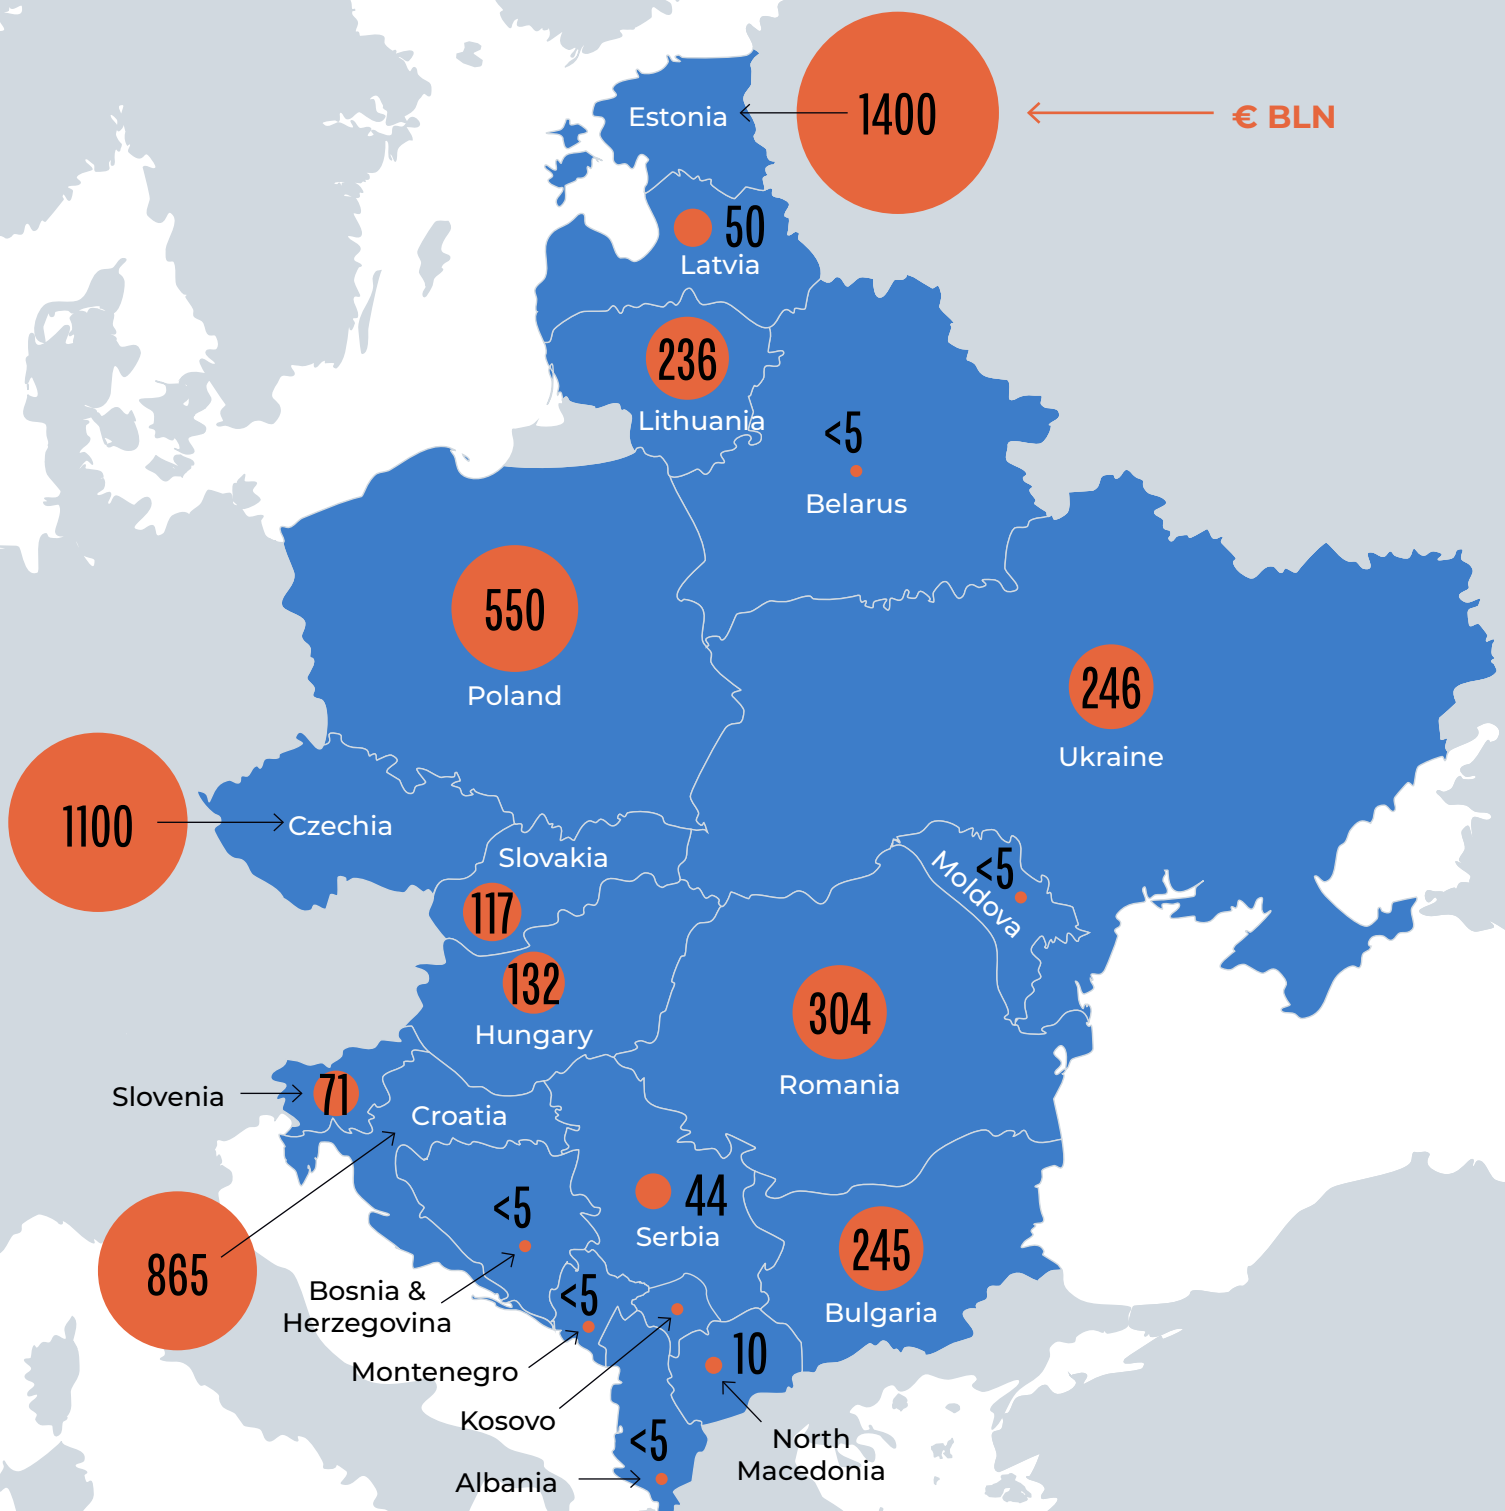 1400
€ BLN
Estonia
50
Latvia
236
Lithuania
<5
Belarus
550
Poland
246
Ukraine
1100
Czechia
Slovakia
117
<5
Moldova
132
Hungary
304
Romania
Slovenia
71
Croatia
865
<5
Bosnia &
Herzegovina
44
Serbia
245
Bulgaria
<5
Montenegro
Kosovo
10
North
Macedonia
<5
Albania